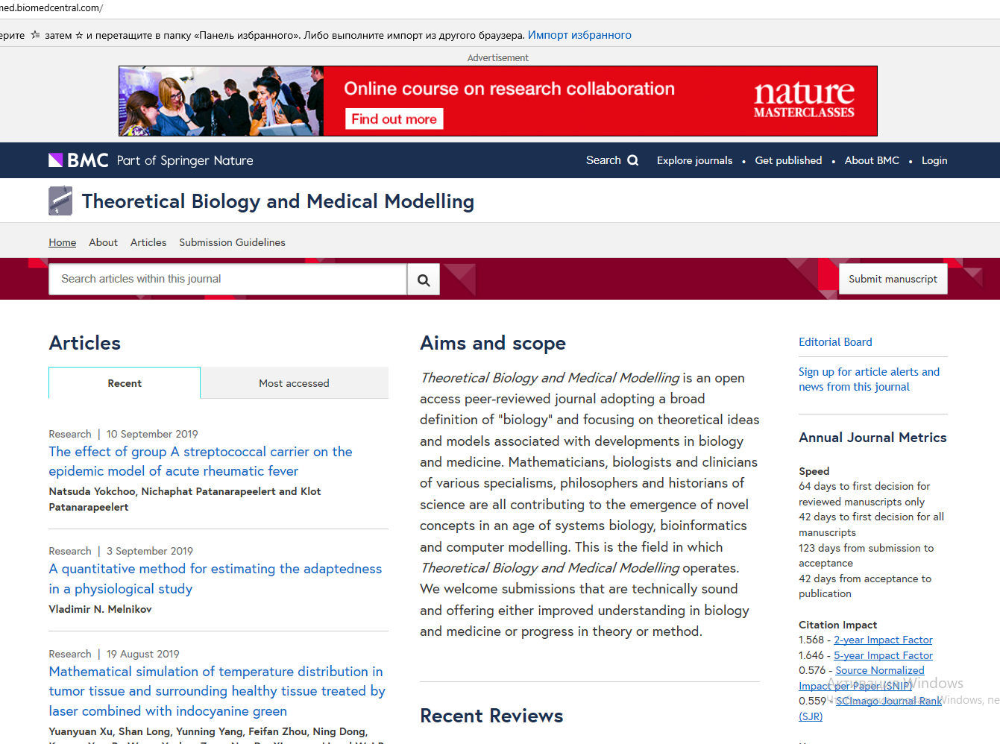 med.biomedcentral.com/
затем и перетащите в папку «Панель избранного». Либо выполните импорт из другого браузера. Импорт избранного
Advertisement
Online course on research collaboration
Find out more
nature
MASTERCLASSES
BMC Part of Springer Nature
Search
Explore journals • Get published • About BMC • Login
Theoretical Biology and Medical Modelling
Home About Articles Submission Guidelines
Search articles within this journal
Submit manuscript
Articles
Recent
Most accessed
Research | 10 September 2019
The effect of group A streptococcal carrier on the
epidemic model of acute rheumatic fever
Natsuda Yokchoo, Nichaphat Patanarapeelert and Klot
Patanarapeelert
Research | 3 September 2019
A quantitative method for estimating the adaptedness
in a physiological study
Vladimir N. Melnikov
Research | 19 August 2019
Mathematical simulation of temperature distribution in
tumor tissue and surrounding healthy tissue treated by
laser combined with indocyanine green
Yuanyuan Xu, Shan Long, Yunning Yang, Feifan Zhou, Ning Dong,
Aims and scope
Theoretical Biology and Medical Modelling is an open
access peer-reviewed journal adopting a broad
definition of "biology" and focusing on theoretical ideas
and models associated with developments in biology
and medicine. Mathematicians, biologists and clinicians
of various specialisms, philosophers and historians of
science are all contributing to the emergence of novel
concepts in an age of systems biology, bioinformatics
and computer modelling. This is the field in which
Theoretical Biology and Medical Modelling operates.
We welcome submissions that are technically sound
and offering either improved understanding in biology
and medicine or progress in theory or method.
Recent Reviews
Editorial Board
Sign up for article alerts and
news from this journal
Annual Journal Metrics
Speed
64 days to first decision for
reviewed manuscripts only
42 days to first decision for all
manuscripts
123 days from submission to
acceptance
42 days from acceptance to
publication
Citation Impact
1.568 - 2-year Impact Factor
1.646 - 5-year Impact Factor
0.576 - Source Normalized
Impact per Paper (SNIP)
0.559 - SCImago Journal Rank
(SJR)
Активация Windows
Чтобы активировать Windows, пе